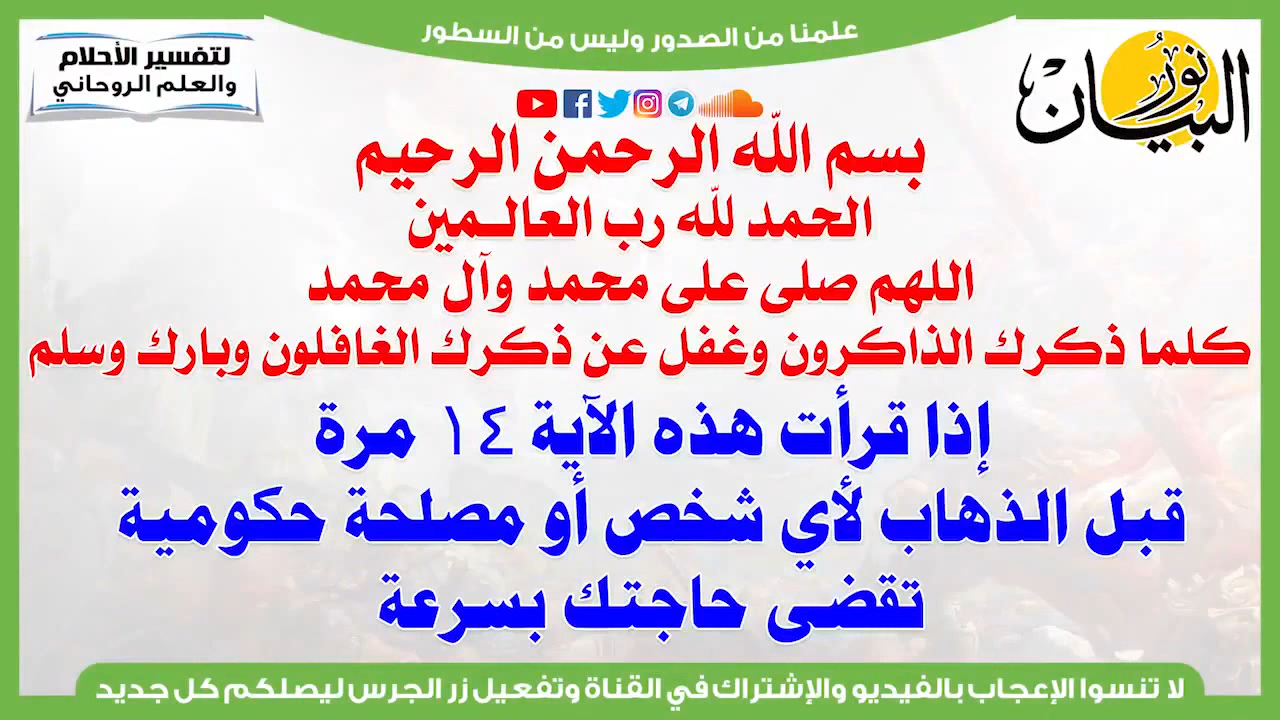 علمنا من الصدور وليس من السطور
لتفسير الأحلام
والعلم الروحاني
نور
البيان
بسم الله الرحمن الرحيم
الحمد لله رب العالـمين
اللهم صلى على محمد وآل محمد
كلما ذكرك الذاكرون وغفل عن ذكرك الغافلون وبارك وسلم
إذا قرأت هذه الآية ١٤ مرة
قبل الذهاب لأي شخص أو مصلحة حكومية
تقضى حاجتك بسرعة
لا تنسوا الإعجاب بالفيديو والإشتراك في القناة وتفعيل زر الجرس ليصلكم كل جديد